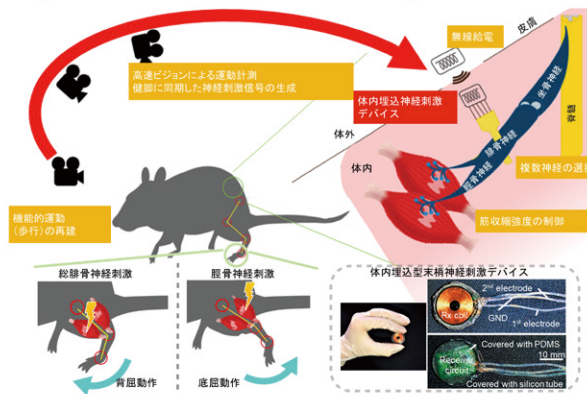 無線給電
皮膚
高速ビジョンによる運動計測
健脚に同期した神経刺激信号の生成
体内埋込神経刺激
デバイス
体外
体内
坐骨神経
腓骨神経
脛骨神経
脊髄
複数神経の選択
筋収縮強度の制御
機能的運動
(歩行)の再建
総腓骨神経刺激
脛骨神経刺激
背屈動作
底屈動作
体内埋込型末梢神経刺激デバイス
2nd electrode
Rx coil
GND
1st electrode
Covered with PDMS
10 mm
Receiver
circuit
Covered with silicon tube